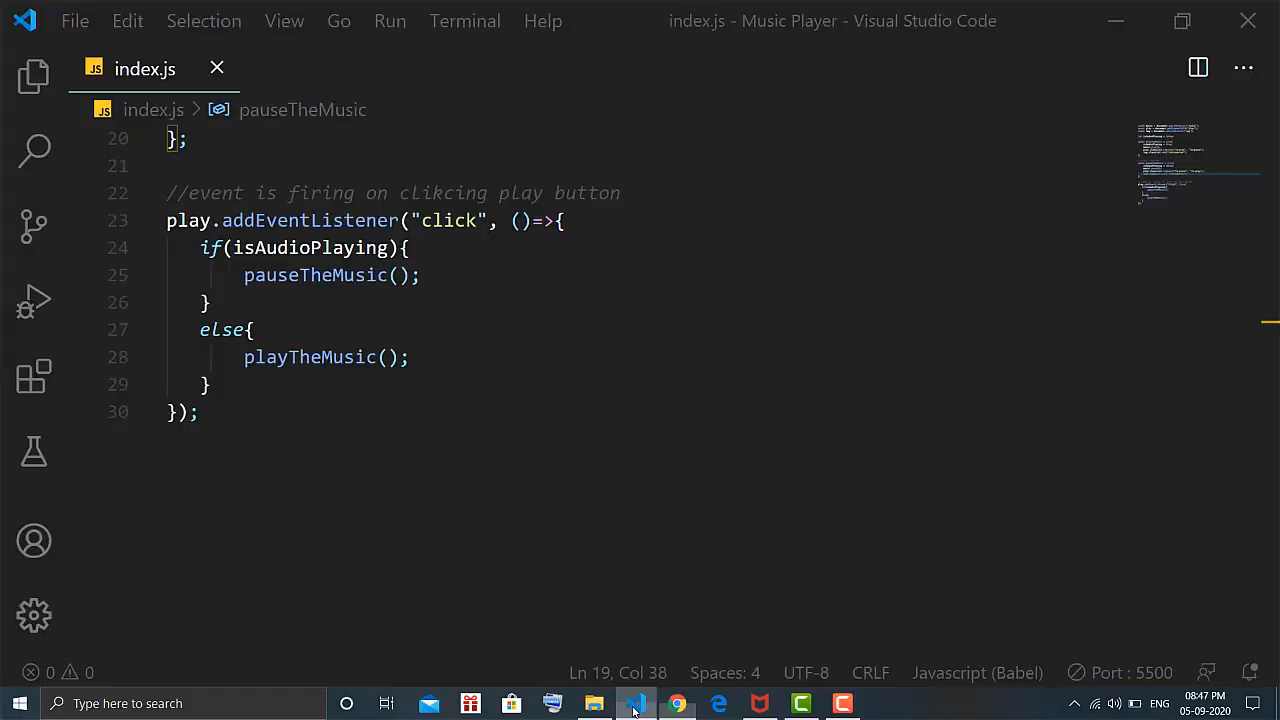 File Edit Selection View Go Run Terminal Help index.js - Music Player - Visual Studio Code
JS index.js
JS index.js > pauseTheMusic
20 };
21
22 //event is firing on clikcing play button
23 play.addEventListener("click", ()=>{
24 if(isAudioPlaying){
25 pauseTheMusic();
26 }
27 else{
28 playTheMusic();
29 }
30 });
0 0 Ln 19, Col 38 Spaces: 4 UTF-8 CRLF Javascript (Babel) Port : 5500
Type here to search ENG 08:47 PM
05-09-2020